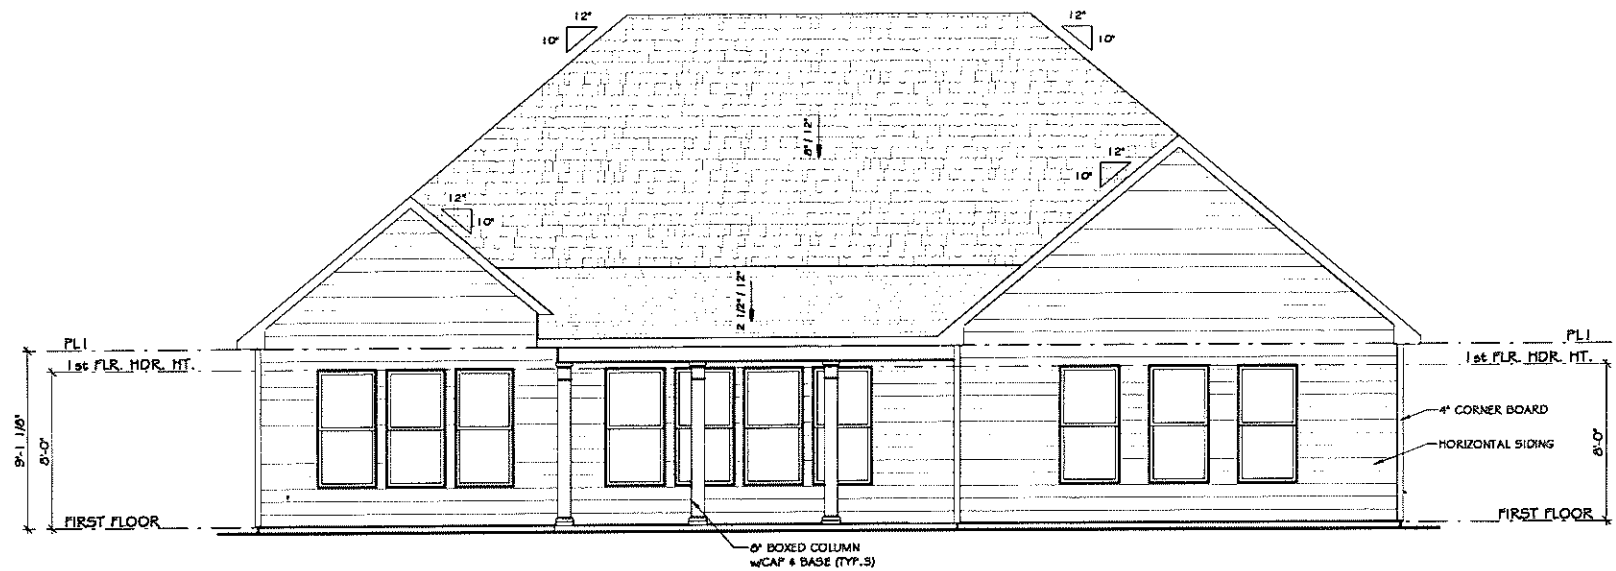 12"
10"
12"
10"
8" / 12"
12"
10"
12"
10"
2 1/2" / 12"
PL1
PL1
1st FLR. HDR. HT.
1st FLR. HDR. HT.
9'-1 1/8"
8'-0"
8'-0"
4" CORNER BOARD
HORIZONTAL SIDING
FIRST FLOOR
FIRST FLOOR
8" BOXED COLUMN
w/CAP & BASE (TYP.3)